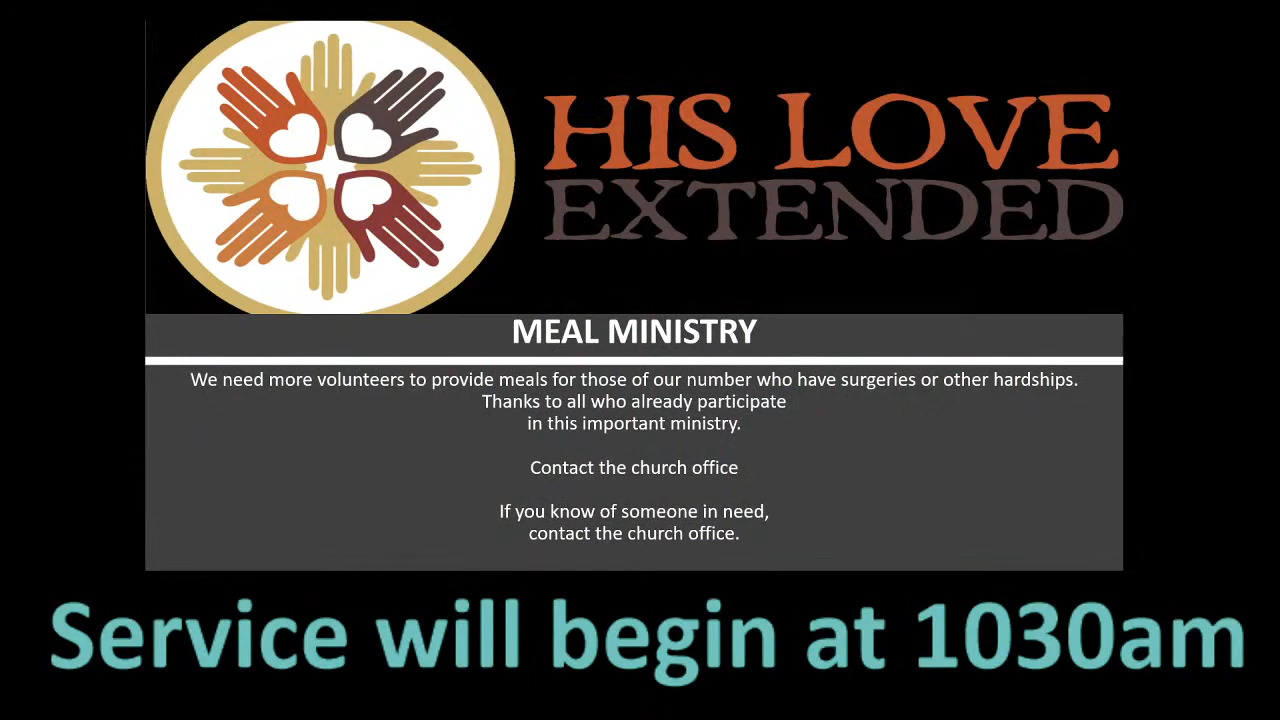 HIS LOVE
EXTENDED
MEAL MINISTRY
We need more volunteers to provide meals for those of our number who have surgeries or other hardships.
Thanks to all who already participate
in this important ministry.
Contact the church office
If you know of someone in need,
contact the church office.
Service will begin at 1030am